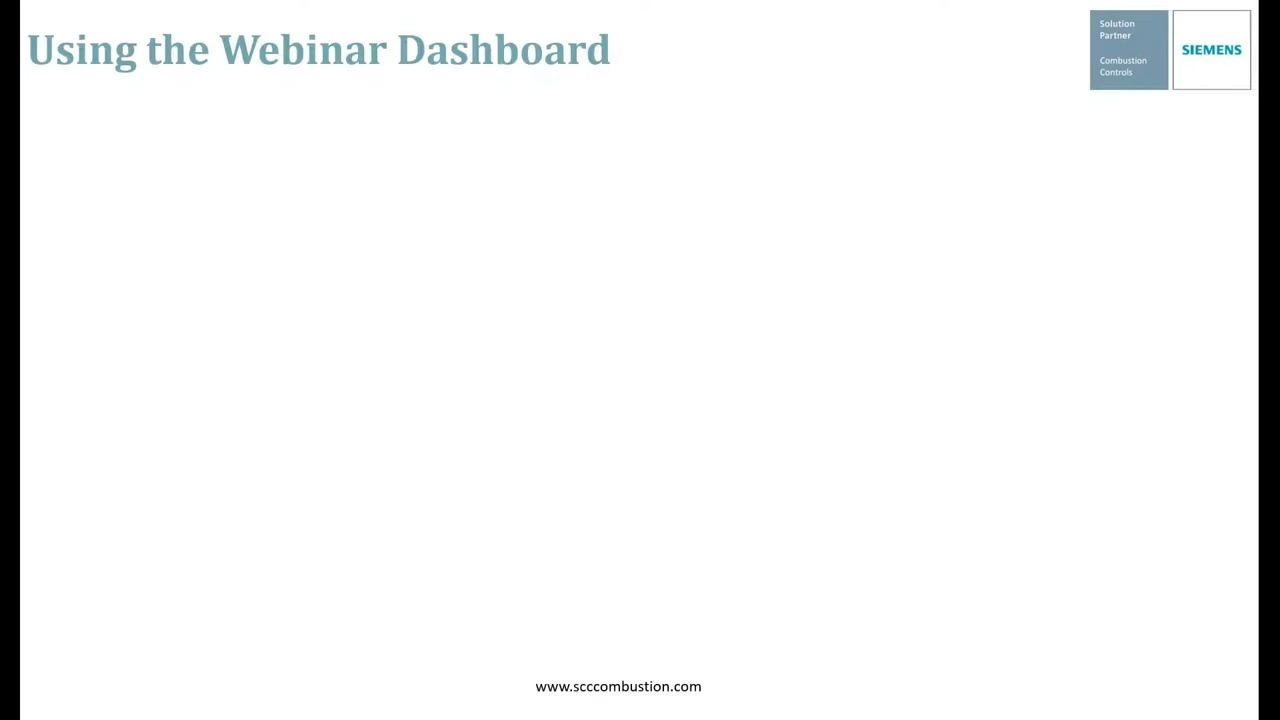 Using the Webinar Dashboard
Solution
Partner
Combustion
Controls
SIEMENS
www.scccombustion.com